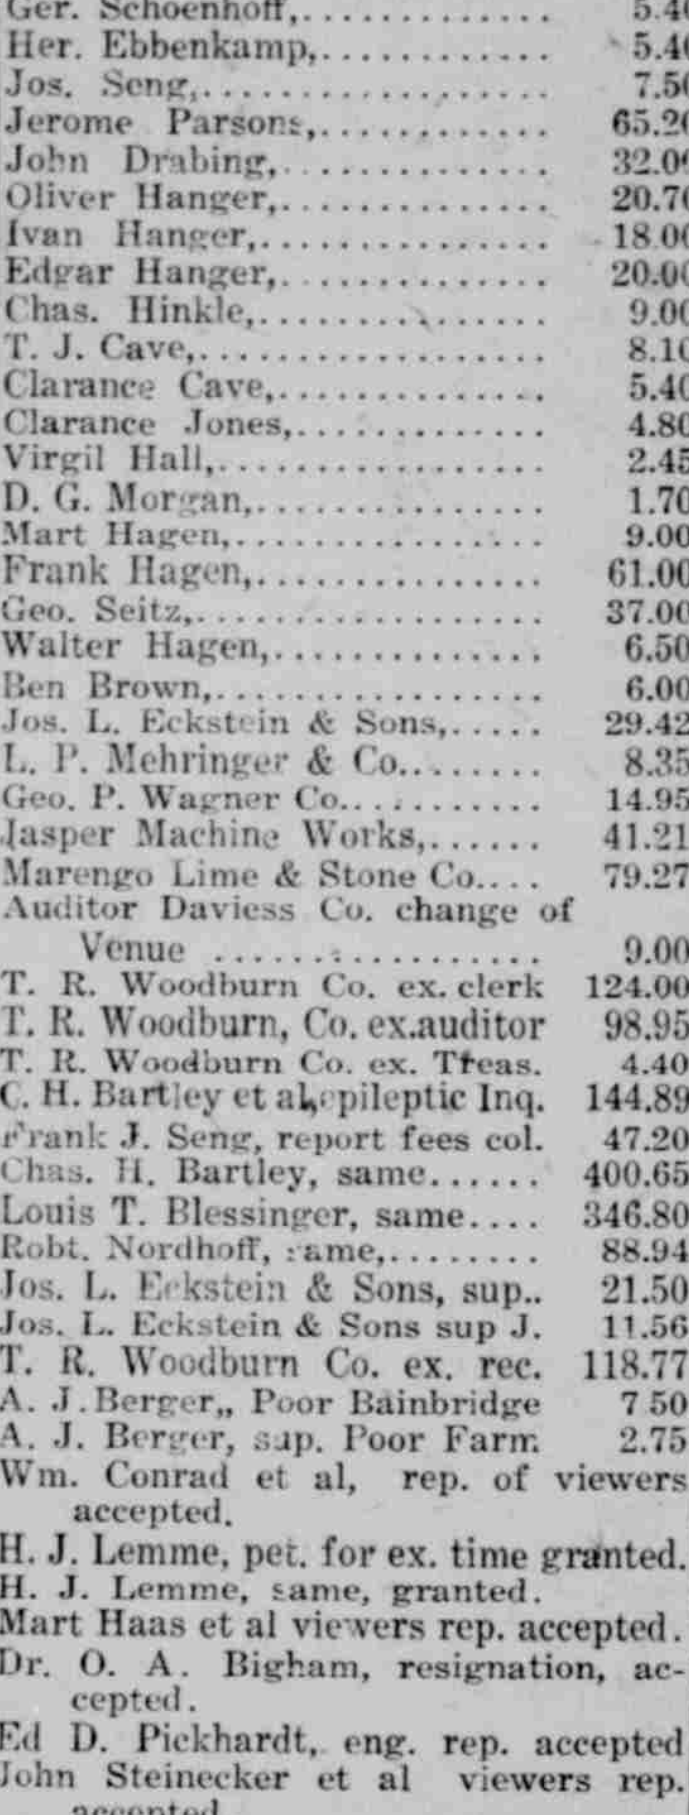 Ger. Schoenhoff,.............. 5.40
Her. Ebbenkamp,............. 5.40
Jos. Seng,................... 7.50
Jerome Parsons,............. 65.20
John Drabing,............... 32.00
Oliver Hanger,............... 20.70
Ivan Hanger,................ 18 00
Edgar Hanger,............... 20.00
Chas. Hinkle,................ 9.00
T. J. Cave,................... 8.10
Clarance Cave,............... 5.40
Clarance Jones,.............. 4.80
Virgil Hall,.................. 2.45
D. G. Morgan,................ 1.70
Mart Hagen,................. 9.00
Frank Hagen,................ 61.00
Geo. Seitz,................... 37.00
Walter Hagen,............... 6.50
Ben Brown,.................. 6.00
Jos. L. Eckstein & Sons,..... 29.42
L. P. Mehringer & Co........ 8.35
Geo. P. Wagner Co........... 14.95
Jasper Machine Works,...... 41.21
Marengo Lime & Stone Co.... 79.27
Auditor Daviess Co. change of
Venue .................. 9.00
T. R. Woodburn Co. ex. clerk 124.00
T. R. Woodburn, Co. ex.auditor 98.95
T. R. Woodburn Co. ex. Treas. 4.40
C. H. Bartley et al, epileptic Inq. 144.89
Frank J. Seng, report fees col. 47.20
Chas. H. Bartley, same...... 400.65
Louis T. Blessinger, same.... 346.80
Robt. Nordhoff, same,........ 88.94
Jos. L. Eckstein & Sons, sup.. 21.50
Jos. L. Eckstein & Sons sup J. 11.56
T. R. Woodburn Co. ex. rec. 118.77
A. J. Berger,, Poor Bainbridge 7 50
A. J. Berger, sup. Poor Farm 2.75
Wm. Conrad et al, rep. of viewers
accepted.
H. J. Lemme, pet. for ex. time granted.
H. J. Lemme, same, granted.
Mart Haas et al viewers rep. accepted.
Dr. O. A. Bigham, resignation, ac-
cepted.
Ed D. Pickhardt, eng. rep. accepted
John Steinecker et al viewers rep.
accepted